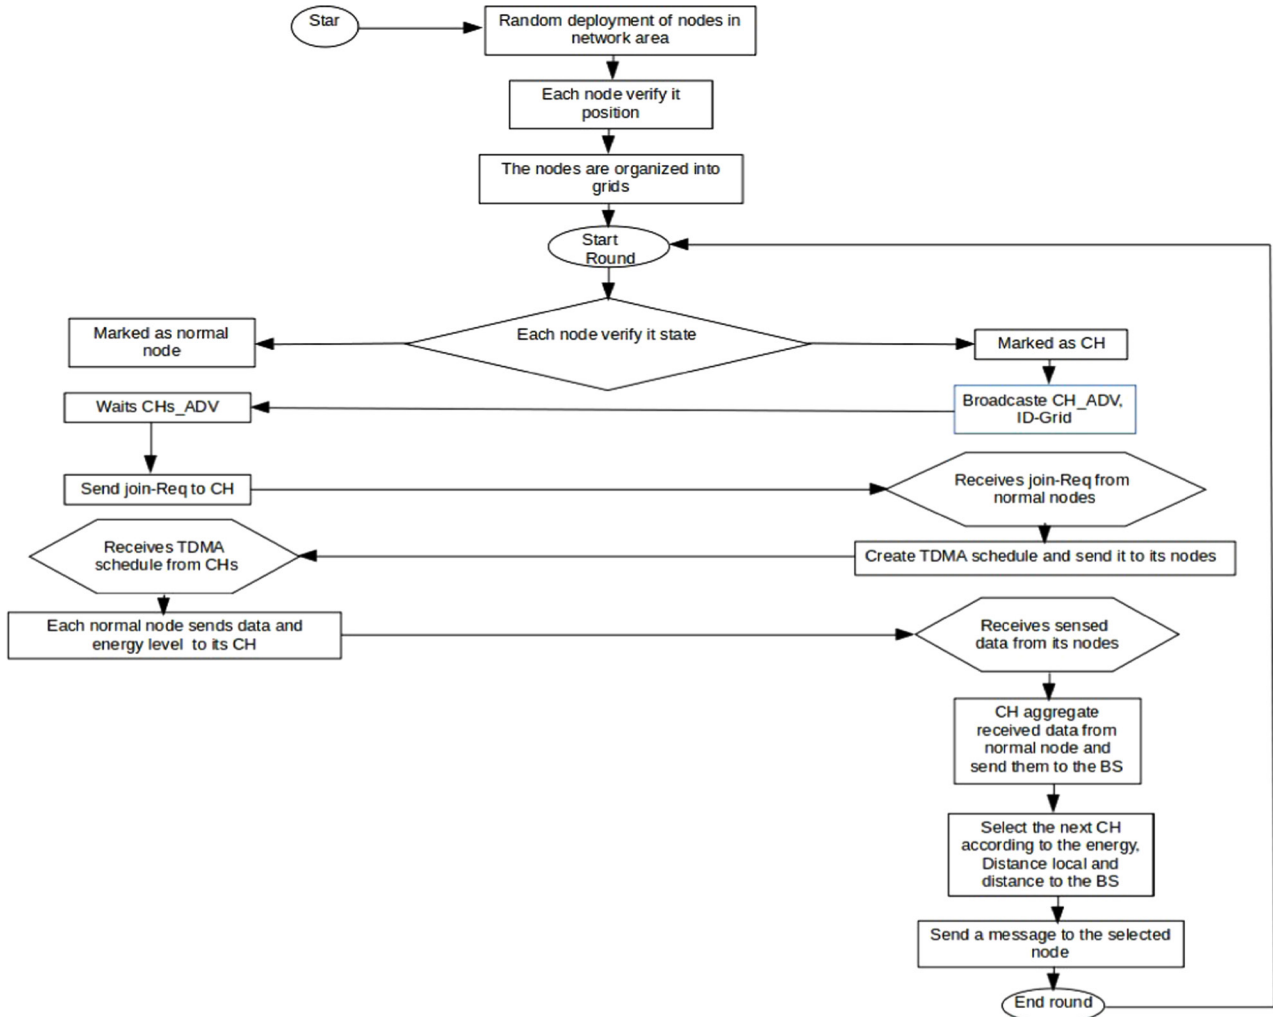 Star
Random deployment of nodes in
network area
Each node verify it
position
The nodes are organized into
grids
Start
Round
Each node verify it state
Marked as normal
node
Marked as CH
Waits CHs_ADV
Broadcaste CH_ADV,
ID-Grid
Send join-Req to CH
Receives join-Req from
normal nodes
Receives TDMA
schedule from CHs
Create TDMA schedule and send it to its nodes
Each normal node sends data and
energy level to its CH
Receives sensed
data from its nodes
CH aggregate
received data from
normal node and
send them to the BS
Select the next CH
according to the energy,
Distance local and
distance to the BS
Send a message to the selected
node
End round